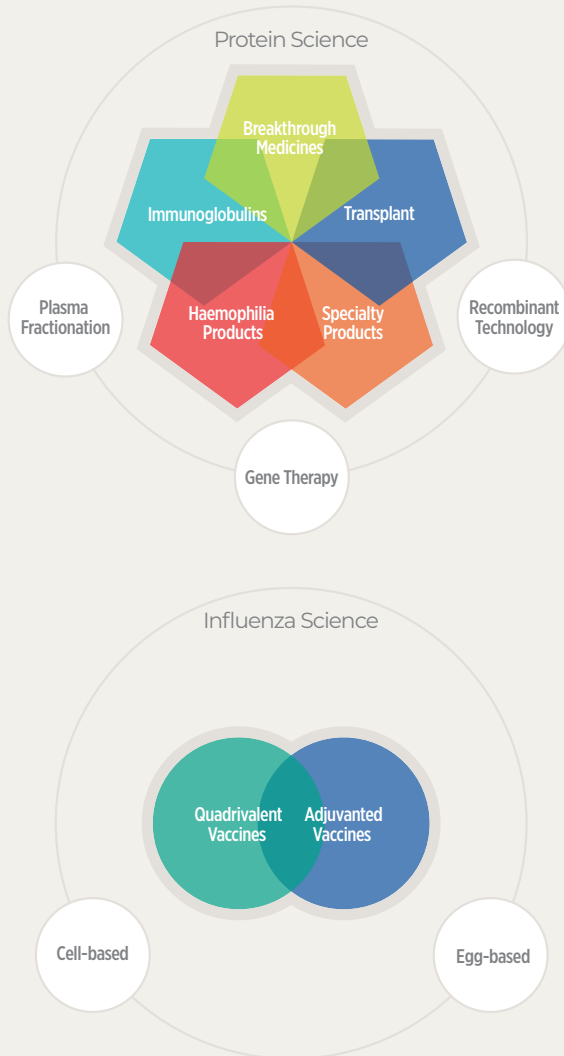 Protein Science
Breakthrough
Medicines
Immunoglobulins
Transplant
Haemophilia
Products
Specialty
Products
Plasma
Fractionation
Recombinant
Technology
Gene Therapy
Influenza Science
Quadrivalent
Vaccines
Adjuvanted
Vaccines
Cell-based
Egg-based